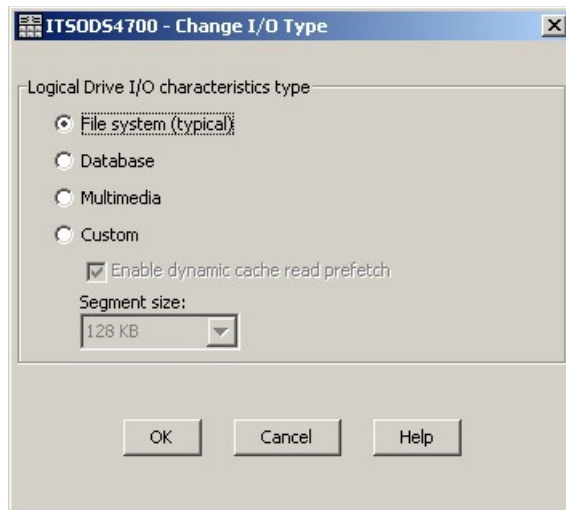 ITSODS4700 - Change I/O Type
Logical Drive I/O characteristics type
File system (typical)
Database
Multimedia
Custom
Enable dynamic cache read prefetch
Segment size:
128 KB
OK Cancel Help